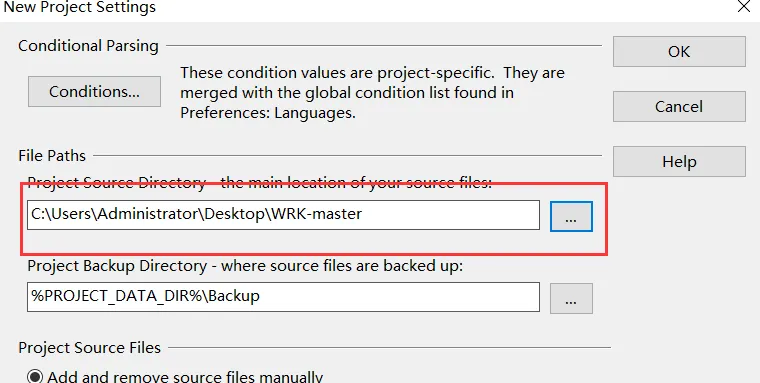 New Project Settings
Conditional Parsing
OK
Conditions...
These condition values are project-specific. They are
merged with the global condition list found in
Preferences: Languages.
Cancel
File Paths
Help
Project Source Directory - the main location of your source files:
C:\Users\Administrator\Desktop\WRK-master
...
Project Backup Directory - where source files are backed up:
%PROJECT_DATA_DIR%\Backup
...
Project Source Files
Add and remove source files manually